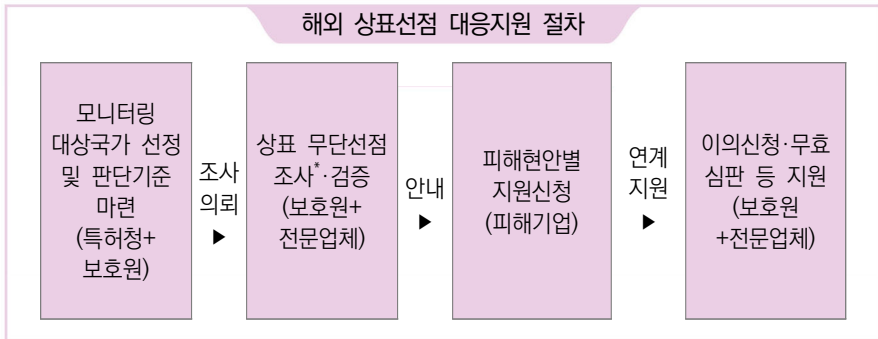 해외 상표선점 대응지원 절차
모니터링
대상국가 선정
및 판단기준
마련
(특허청+
보호원)
조사
의뢰
▶
상표 무단선점
조사*·검증
(보호원+
전문업체)
안내
▶
피해현안별
지원신청
(피해기업)
연계
지원
▶
이의신청·무효
심판 등 지원
(보호원
+전문업체)